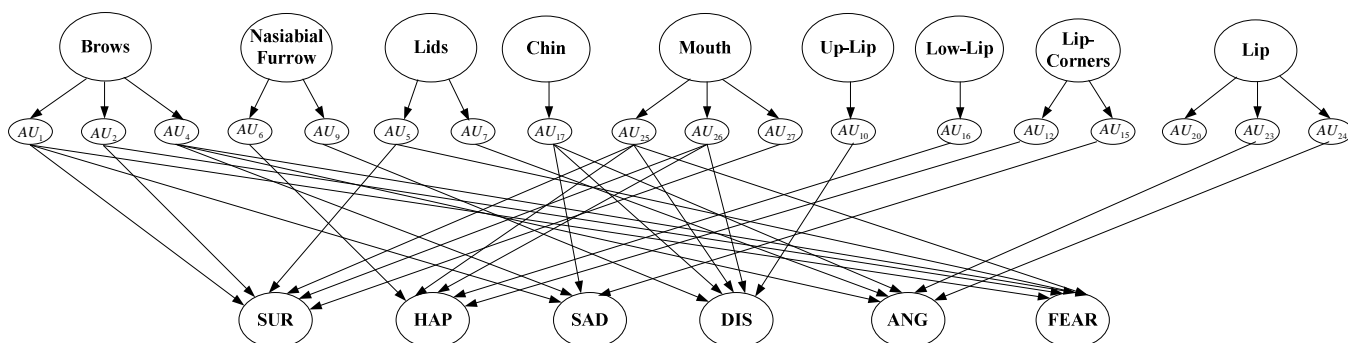 Brows
Nasiabial
Furrow
Lids
Chin
Mouth
Up-Lip
Low-Lip
Lip-
Corners
Lip
AU1 AU2 AU4 AU6 AU9 AU5 AU7 AU17 AU25 AU26 AU27 AU10 AU16 AU12 AU15 AU20 AU23 AU24
SUR HAP SAD DIS ANG FEAR